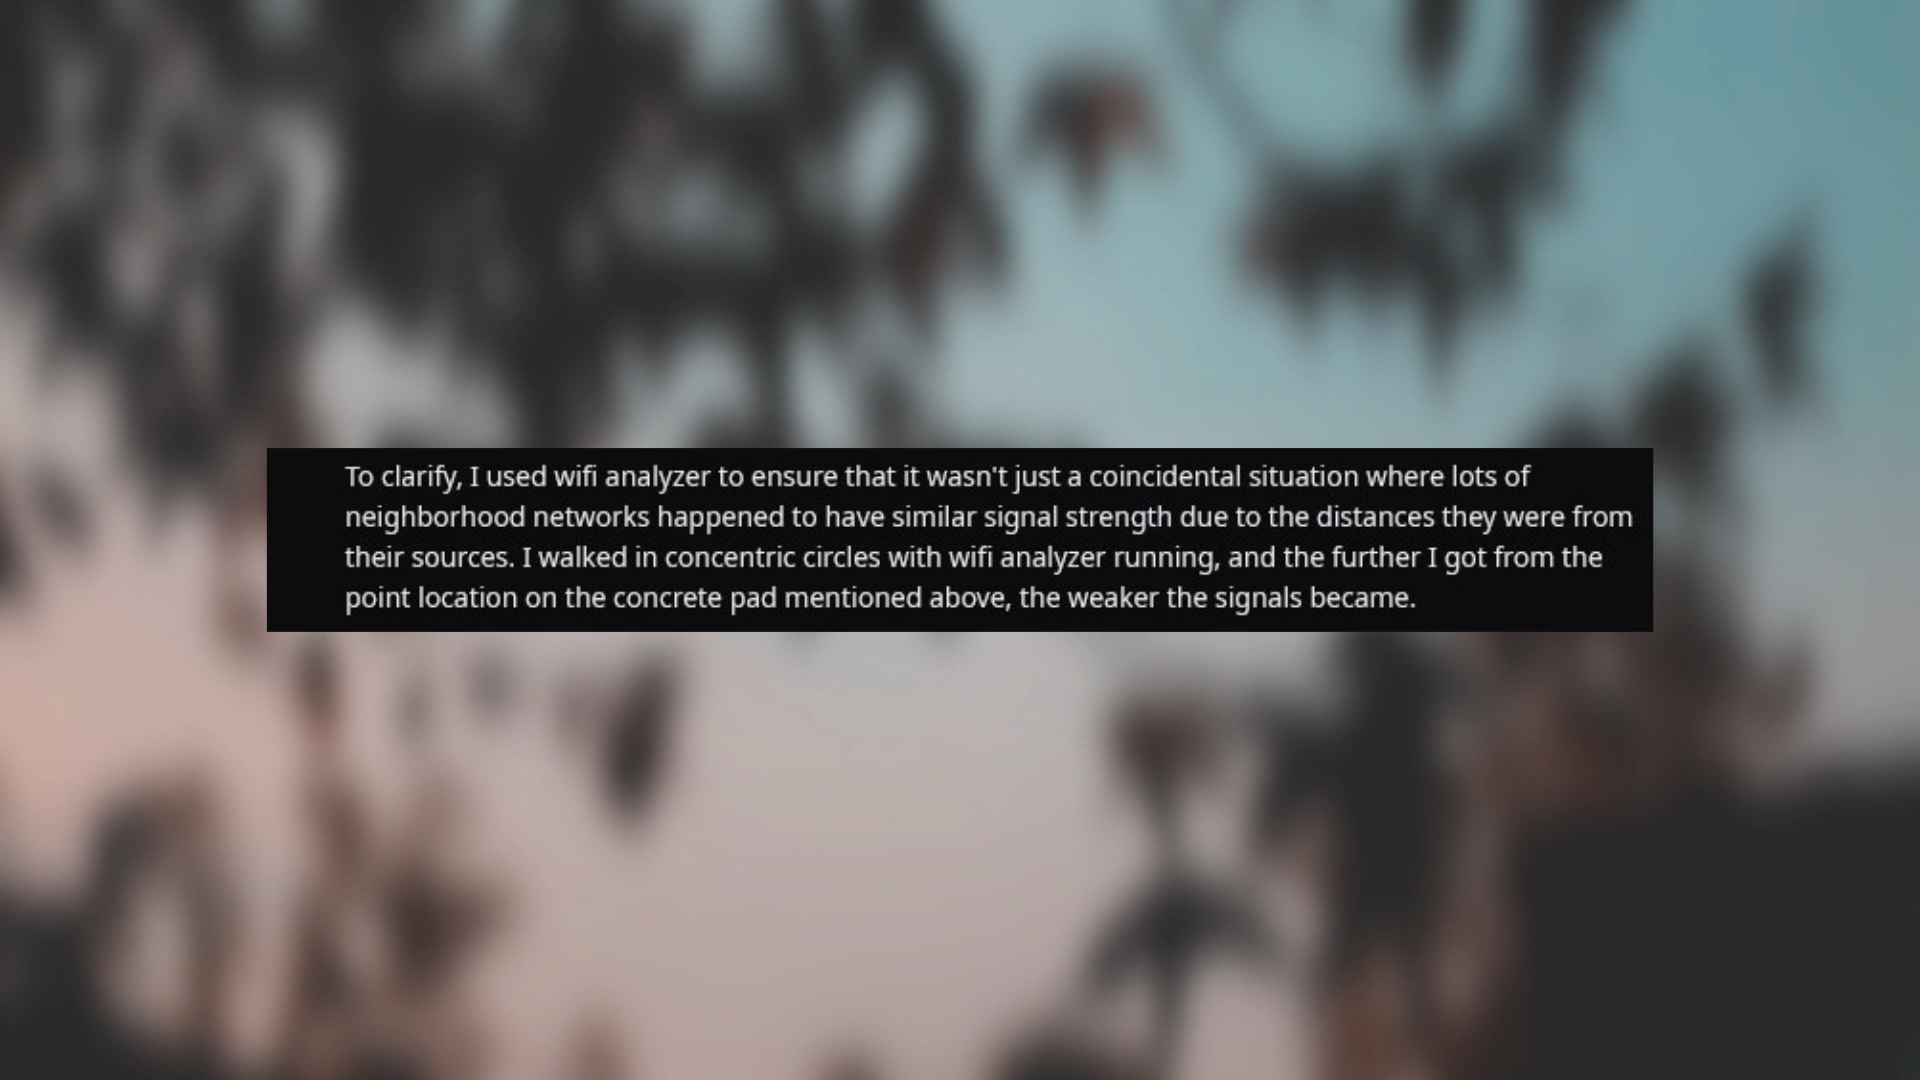 To clarify, I used wifi analyzer to ensure that it wasn't just a coincidental situation where lots of
neighborhood networks happened to have similar signal strength due to the distances they were from
their sources. I walked in concentric circles with wifi analyzer running, and the further I got from the
point location on the concrete pad mentioned above, the weaker the signals became.